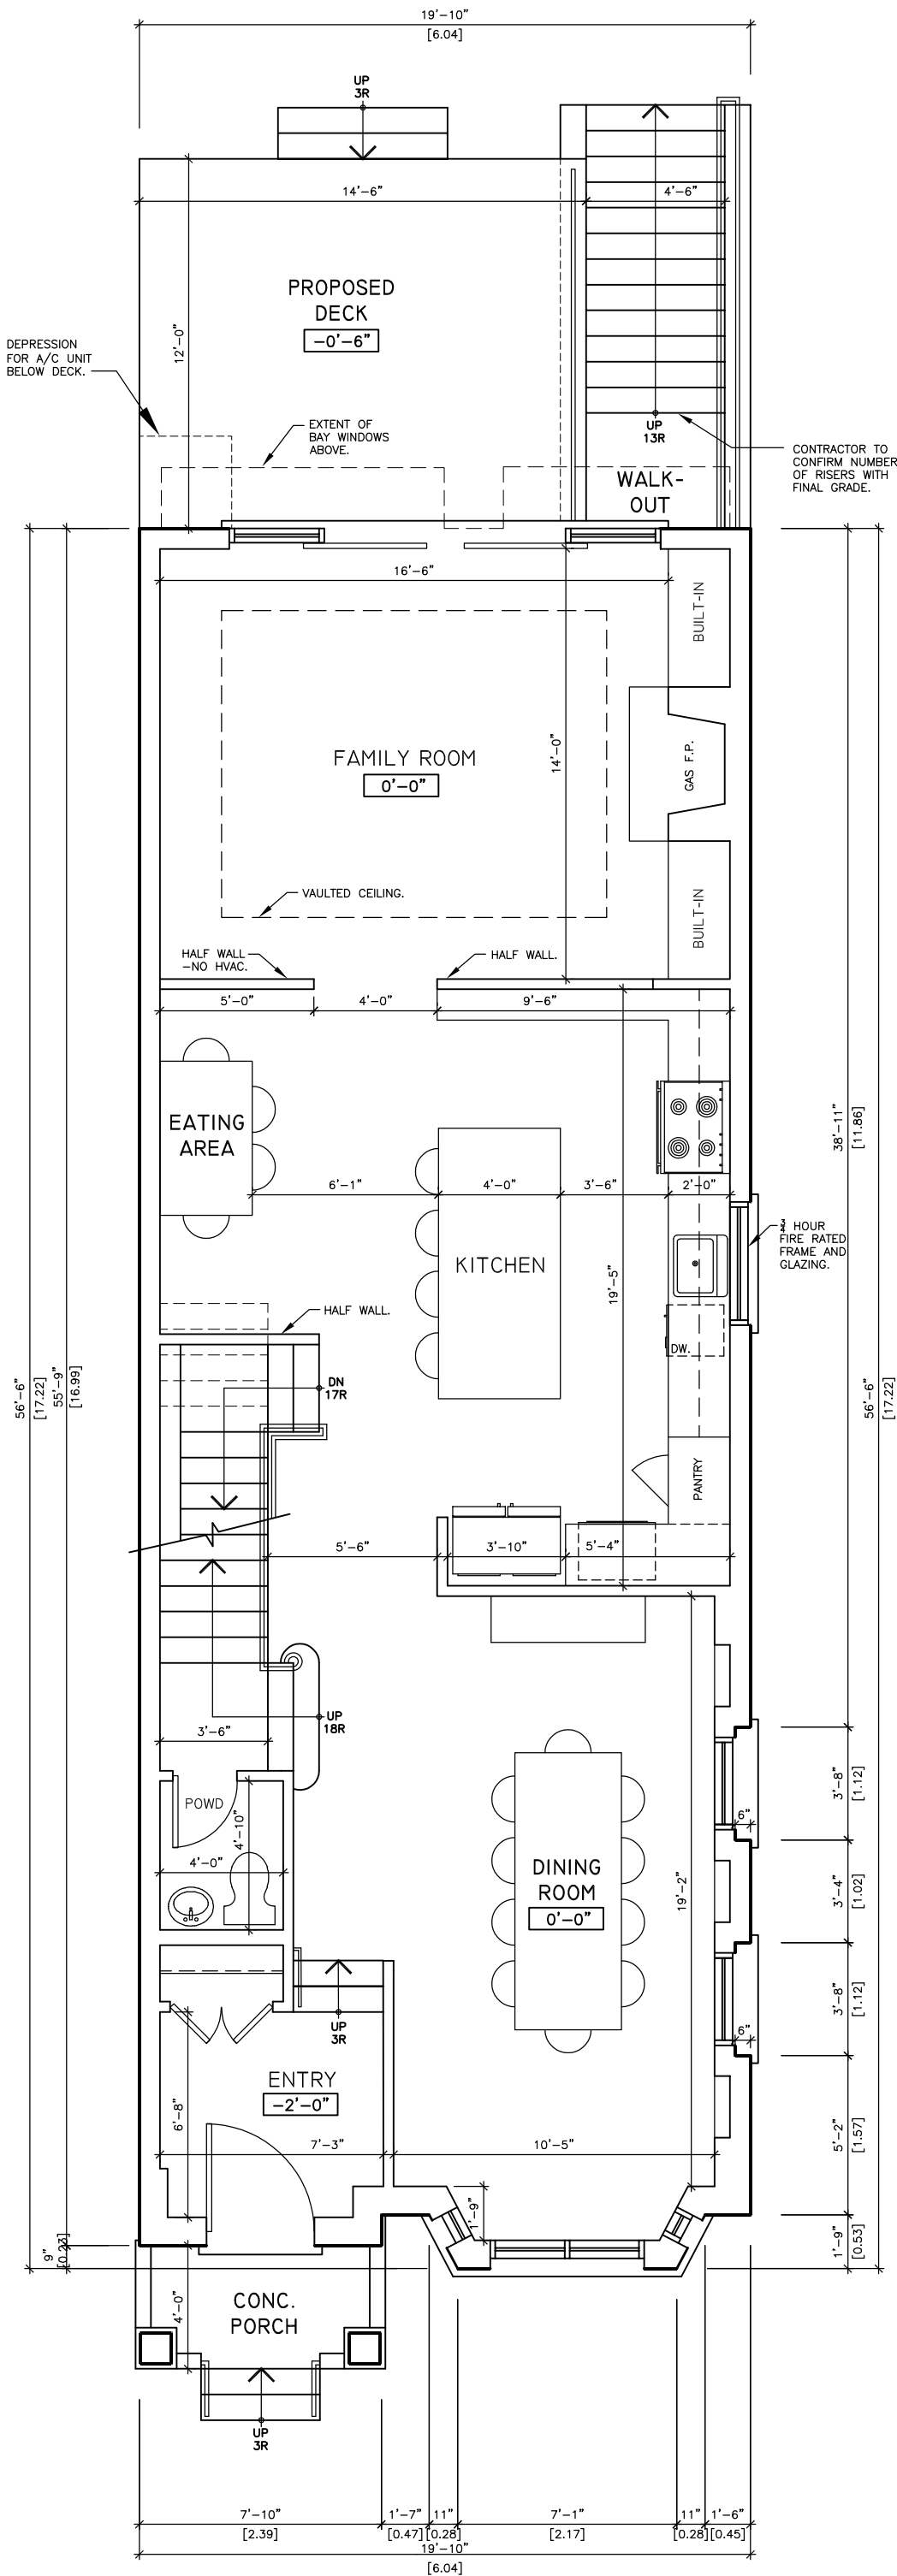 19'-10"
[6.04]
UP
3R
14'-6"
4'-6"
PROPOSED
DECK
-0'-6"
12'-0"
DEPRESSION
FOR A/C UNIT
BELOW DECK.
EXTENT OF
BAY WINDOWS
ABOVE.
UP
13R
CONTRACTOR TO
CONFIRM NUMBER
OF RISERS WITH
FINAL GRADE.
WALK-
OUT
16'-6"
BUILT-IN
FAMILY ROOM
0'-0"
14'-0"
GAS F.P.
VAULTED CEILING.
BUILT-IN
HALF WALL
-NO HVAC.
HALF WALL.
5'-0"
4'-0"
9'-6"
EATING
AREA
38'-11"
[11.86]
6'-1"
4'-0"
3'-6"
2'-0"
3/4 HOUR
FIRE RATED
FRAME AND
GLAZING.
KITCHEN
19'-5"
HALF WALL.
DW.
DN
17R
56'-6"
[17.22]
55'-9"
[16.99]
56'-6"
[17.22]
PANTRY
5'-6"
3'-10"
5'-4"
UP
18R
3'-6"
POWD
4'-10"
4'-0"
3'-8"
[1.12]
6"
DINING
ROOM
0'-0"
19'-2"
3'-4"
[1.02]
UP
3R
3'-8"
[1.12]
6"
ENTRY
-2'-0"
6'-8"
7'-3"
10'-5"
5'-2"
[1.57]
1'-9"
9"
[0.23]
1'-9"
[0.53]
4'-0"
CONC.
PORCH
UP
3R
7'-10"
[2.39]
1'-7"
[0.47]
11"
[0.28]
7'-1"
[2.17]
11"
[0.28]
1'-6"
[0.45]
19'-10"
[6.04]